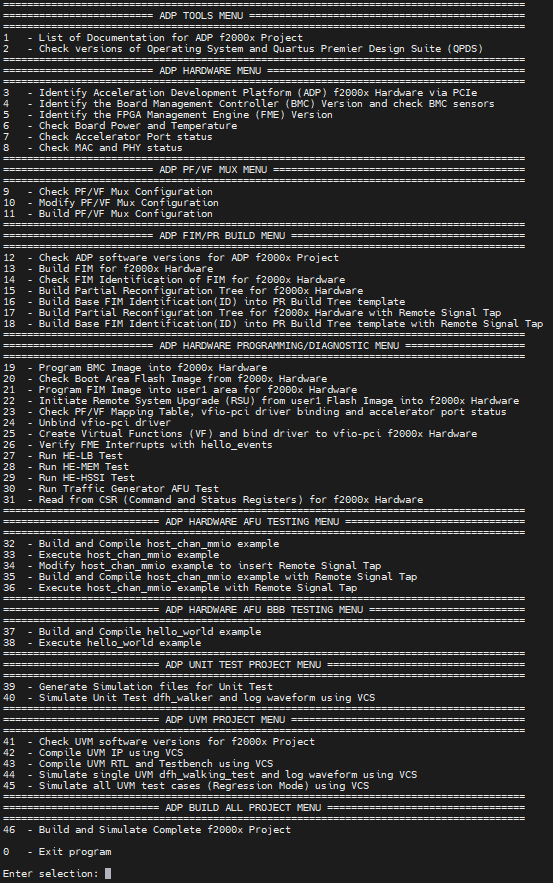 =======================================================================================
========================= ADP TOOLS MENU ==============================================
=======================================================================================
1   - List of Documentation for ADP f2000x Project
2   - Check versions of Operating System and Quartus Premier Design Suite (QPDS)
=======================================================================================
========================= ADP HARDWARE MENU ===========================================
=======================================================================================
3   - Identify Acceleration Development Platform (ADP) f2000x Hardware via PCIe
4   - Identify the Board Management Controller (BMC) Version and check BMC sensors
5   - Identify the FPGA Management Engine (FME) Version
6   - Check Board Power and Temperature
7   - Check Accelerator Port status
8   - Check MAC and PHY status
=======================================================================================
========================== ADP PF/VF MUX MENU =========================================
=======================================================================================
9   - Check PF/VF Mux Configuration
10  - Modify PF/VF Mux Configuration
11  - Build PF/VF Mux Configuration
=======================================================================================
========================= ADP FIM/PR BUILD MENU =======================================
=======================================================================================
12  - Check ADP software versions for ADP f2000x Project
13  - Build FIM for f2000x Hardware
14  - Check FIM Identification of FIM for f2000x Hardware
15  - Build Partial Reconfiguration Tree for f2000x Hardware
16  - Build Base FIM Identification(ID) into PR Build Tree template
17  - Build Partial Reconfiguration Tree for f2000x Hardware with Remote Signal Tap
18  - Build Base FIM Identification(ID) into PR Build Tree template with Remote Signal Tap
=======================================================================================
========================== ADP HARDWARE PROGRAMMING/DIAGNOSTIC MENU ====================
=======================================================================================
19  - Program BMC Image into f2000x Hardware
20  - Check Boot Area Flash Image from f2000x Hardware
21  - Program FIM Image into user1 area for f2000x Hardware
22  - Initiate Remote System Upgrade (RSU) from user1 Flash Image into f2000x Hardware
23  - Check PF/VF Mapping Table, vfio-pci driver binding and accelerator port status
24  - Unbind vfio-pci driver
25  - Create Virtual Functions (VF) and bind driver to vfio-pci f2000x Hardware
26  - Verify FME Interrupts with hello_events
27  - Run HE-LB Test
28  - Run HE-MEM Test
29  - Run HE-HSSI Test
30  - Run Traffic Generator AFU Test
31  - Read from CSR (Command and Status Registers) for f2000x Hardware
=======================================================================================
========================== ADP HARDWARE AFU TESTING MENU ==============================
=======================================================================================
32  - Build and Compile host_chan_mmio example
33  - Execute host_chan_mmio example
34  - Modify host_chan_mmio example to insert Remote Signal Tap
35  - Build and Compile host_chan_mmio example with Remote Signal Tap
36  - Execute host_chan_mmio example with Remote Signal Tap
=======================================================================================
========================== ADP HARDWARE AFU BBB TESTING MENU ==========================
=======================================================================================
37  - Build and Compile hello_world example
38  - Execute hello_world example
=======================================================================================
========================== ADP UNIT TEST PROJECT MENU =================================
=======================================================================================
39  - Generate Simulation files for Unit Test
40  - Simulate Unit Test dfh_walker and log waveform using VCS
=======================================================================================
========================== ADP UVM PROJECT MENU =======================================
=======================================================================================
41  - Check UVM software versions for f2000x Project
42  - Compile UVM IP using VCS
43  - Compile UVM RTL and Testbench using VCS
44  - Simulate single UVM dfh_walking_test and log waveform using VCS
45  - Simulate all UVM test cases (Regression Mode) using VCS
=======================================================================================
========================== ADP BUILD ALL PROJECT MENU =================================
=======================================================================================
46  - Build and Simulate Complete f2000x Project
0   - Exit program
Enter selection: